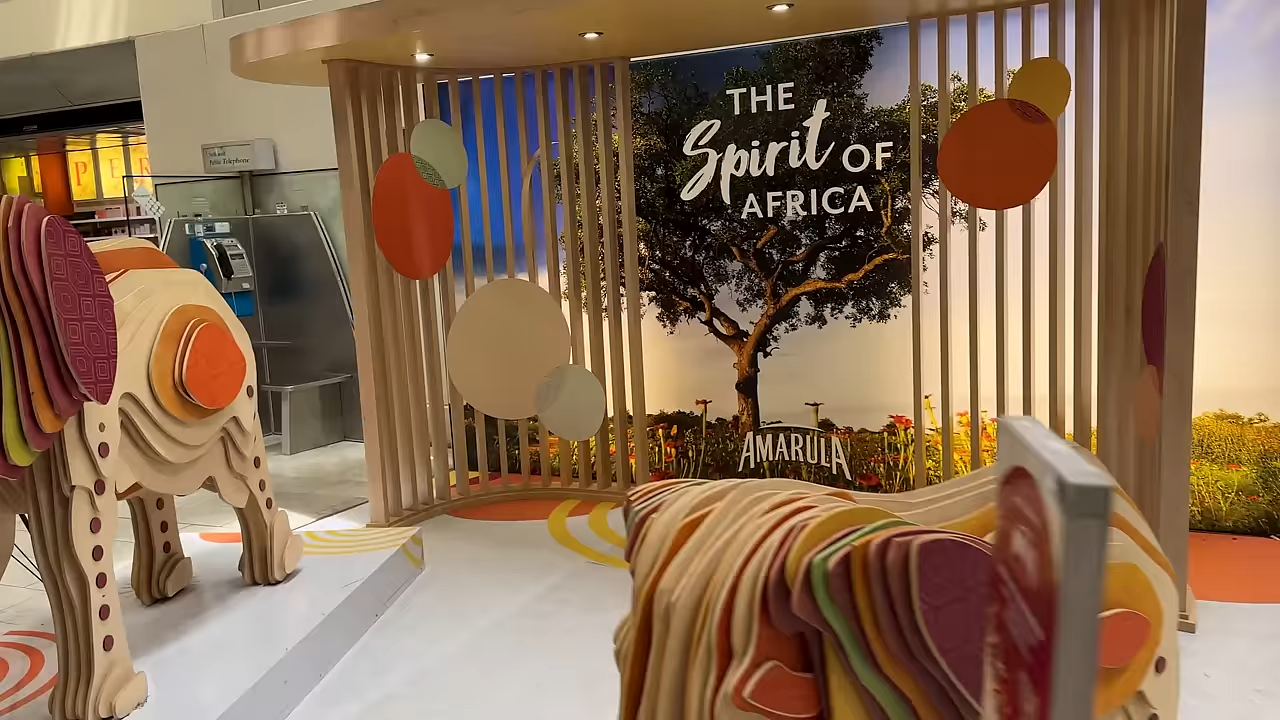 THE
Spirit OF
AFRICA
AMARULA
Public Telephone
P E R